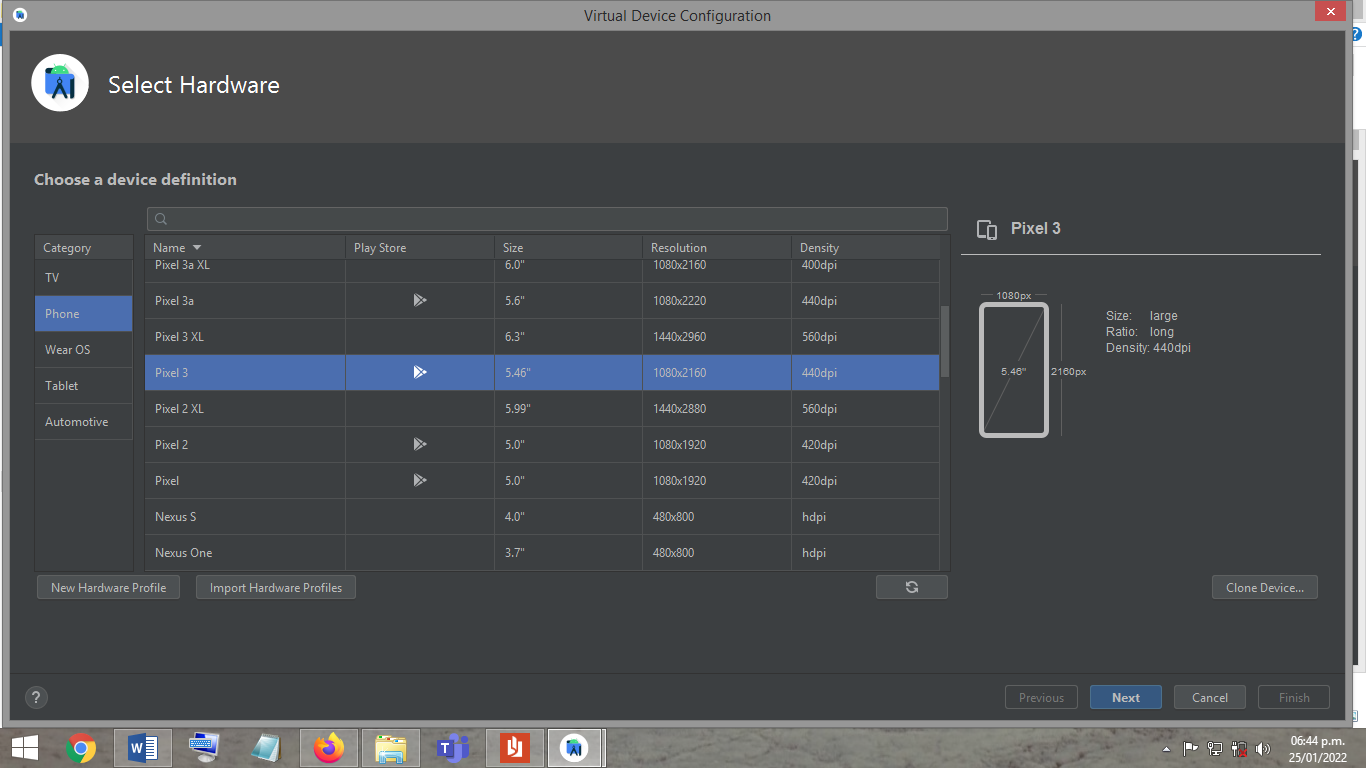 Virtual Device Configuration
Select Hardware
Choose a device definition
Category
TV
Phone
Wear OS
Tablet
Automotive
Name Play Store Size Resolution Density
Pixel 3a XL 6.0" 1080x2160 400dpi
Pixel 3a 5.6" 1080x2220 440dpi
Pixel 3 XL 6.3" 1440x2960 560dpi
Pixel 3 5.46" 1080x2160 440dpi
Pixel 2 XL 5.99" 1440x2880 560dpi
Pixel 2 5.0" 1080x1920 420dpi
Pixel 5.0" 1080x1920 420dpi
Nexus S 4.0" 480x800 hdpi
Nexus One 3.7" 480x800 hdpi
Pixel 3
1080px
5.46"
2160px
Size: large
Ratio: long
Density: 440dpi
New Hardware Profile Import Hardware Profiles Clone Device...
? Previous Next Cancel Finish
06:44 p.m.
25/01/2022